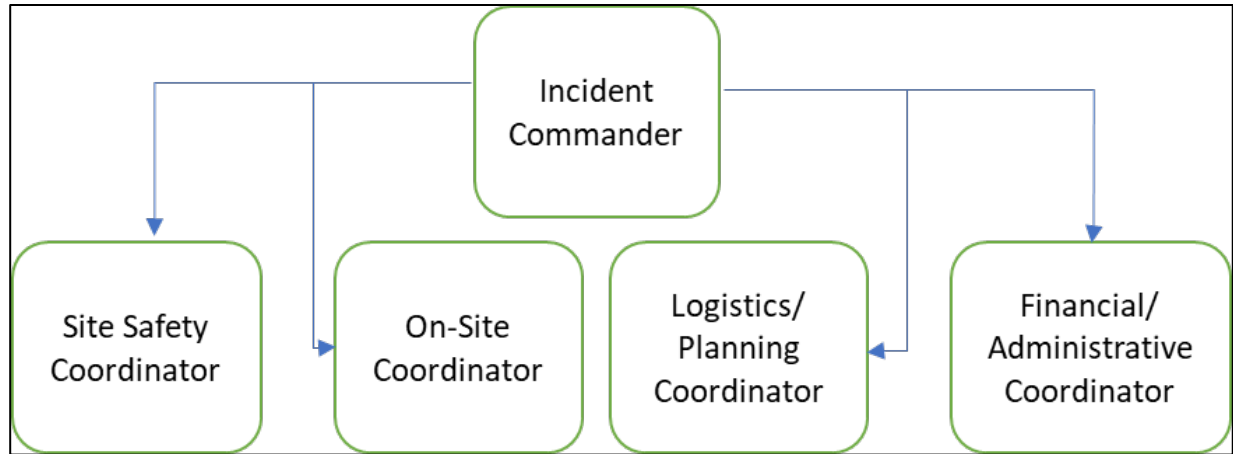 Incident
Commander
Site Safety
Coordinator
On-Site
Coordinator
Logistics/
Planning
Coordinator
Financial/
Administrative
Coordinator